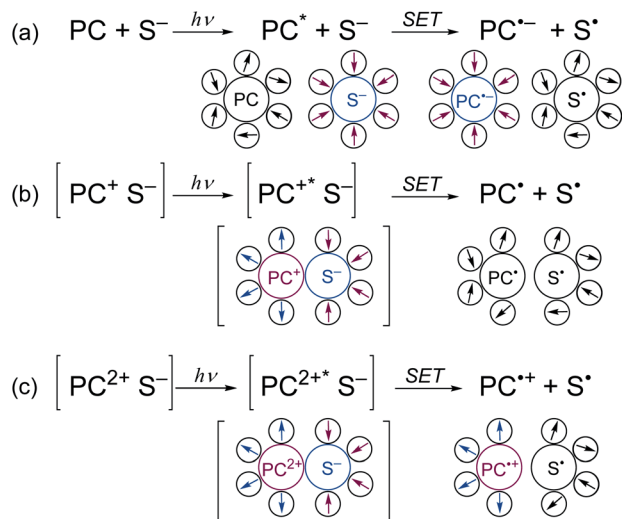 (a) PC + S⁻ hν PC* + S⁻ SET PC•⁻ + S•
PC S⁻ PC•⁻ S•
(b) [PC⁺ S⁻] hν [PC⁺* S⁻] SET PC• + S•
PC⁺ S⁻ PC• S•
(c) [PC²⁺ S⁻] hν [PC²⁺* S⁻] SET PC•⁺ + S•
PC²⁺ S⁻ PC•⁺ S•